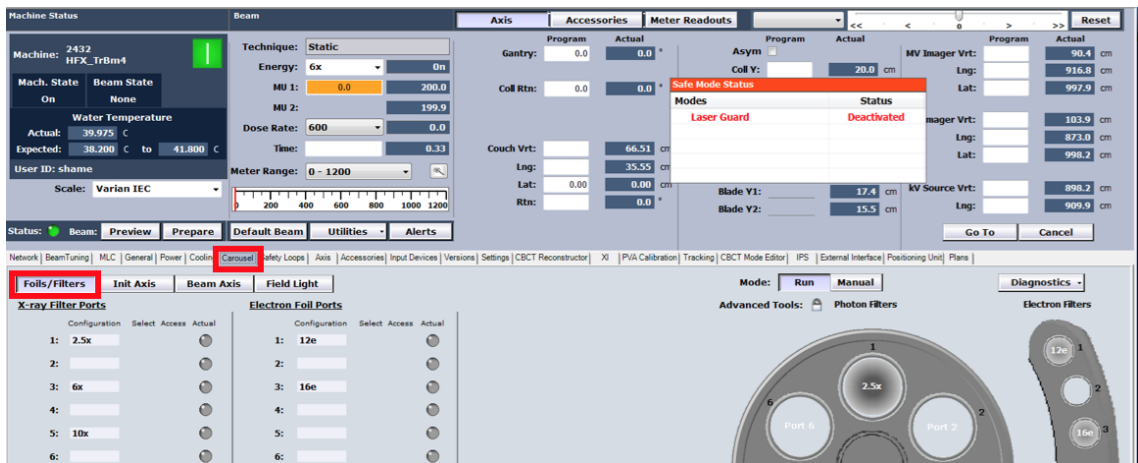 Machine Status
Beam
Axis Accessories Meter Readouts
<< < 0 > >> Reset
Machine: 2432
HFX_TrBm4
Mach. State Beam State
On None
Water Temperature
Actual: 39.975 C
Expected: 38.200 C to 41.800 C
User ID: shame
Scale: Varian IEC
Technique: Static
Energy: 6x On
MU 1: 0.0 200.0
MU 2: 199.9
Dose Rate: 600 0.0
Time: 0.33
Meter Range: 0 - 1200
0 200 400 600 800 1000 1200
Program Actual
Gantry: 0.0 0.0 °
Coll Rtn: 0.0 0.0 °
Couch Vrt: 66.51 cm
Lng: 35.55 cm
Lat: 0.00 0.00 cm
Rtn: 0.0 °
Program Actual
Asym
Coll Y: 20.0 cm
Safe Mode Status
Modes Status
Laser Guard Deactivated
Blade Y1: 17.4 cm
Blade Y2: 15.5 cm
Program Actual
MV Imager Vrt: 90.4 cm
Lng: 916.8 cm
Lat: 997.9 cm
mager Vrt: 103.9 cm
Lng: 873.0 cm
Lat: 998.2 cm
kV Source Vrt: 898.2 cm
Lng: 909.9 cm
Status: Beam: Preview Prepare Default Beam Utilities Alerts Go To Cancel
Network | BeamTuning | MLC | General | Power | Cooling | Carousel | Safety Loops | Axis | Accessories | Input Devices | Versions | Settings | CBCT Reconstructor | XI | PVA Calibration | Tracking | CBCT Mode Editor | IPS | External Interface | Positioning Unit | Plans |
Foils/Filters Init Axis Beam Axis Field Light
Mode: Run Manual Diagnostics
X-ray Filter Ports
Configuration Select Access Actual
1: 2.5x
2:
3: 6x
4:
5: 10x
6:
Electron Foil Ports
Configuration Select Access Actual
1: 12e
2:
3: 16e
4:
5:
6:
Advanced Tools: Photon Filters
1
2.5x
6
Port 6
2
Port 2
Electron Filters
12e 1
2
16e 3